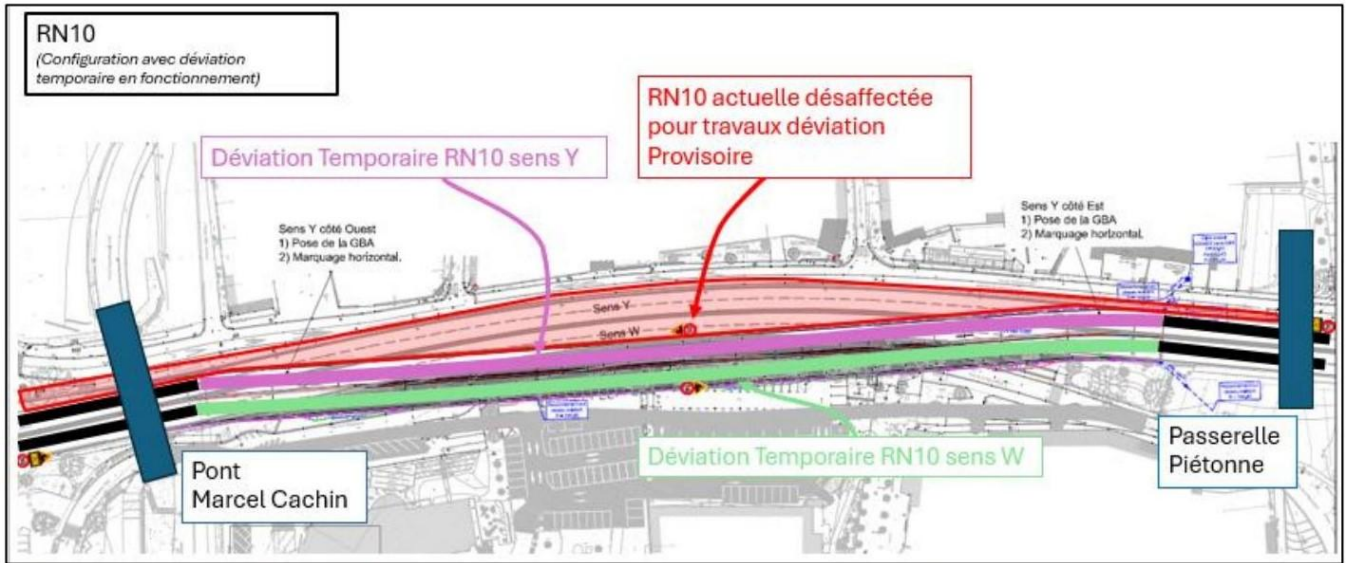 RN10
(Configuration avec déviation
temporaire en fonctionnement)
RN10 actuelle désaffectée
pour travaux déviation
Provisoire
Déviation Temporaire RN10 sens Y
Sens Y côté Ouest
1) Pose de la GBA
2) Marquage horizontal.
Sens Y côté Est
1) Pose de la GBA
2) Marquage horizontal.
Sens Y
Sens W
Déviation Temporaire RN10 sens W
Pont
Marcel Cachin
Passerelle
Piétonne